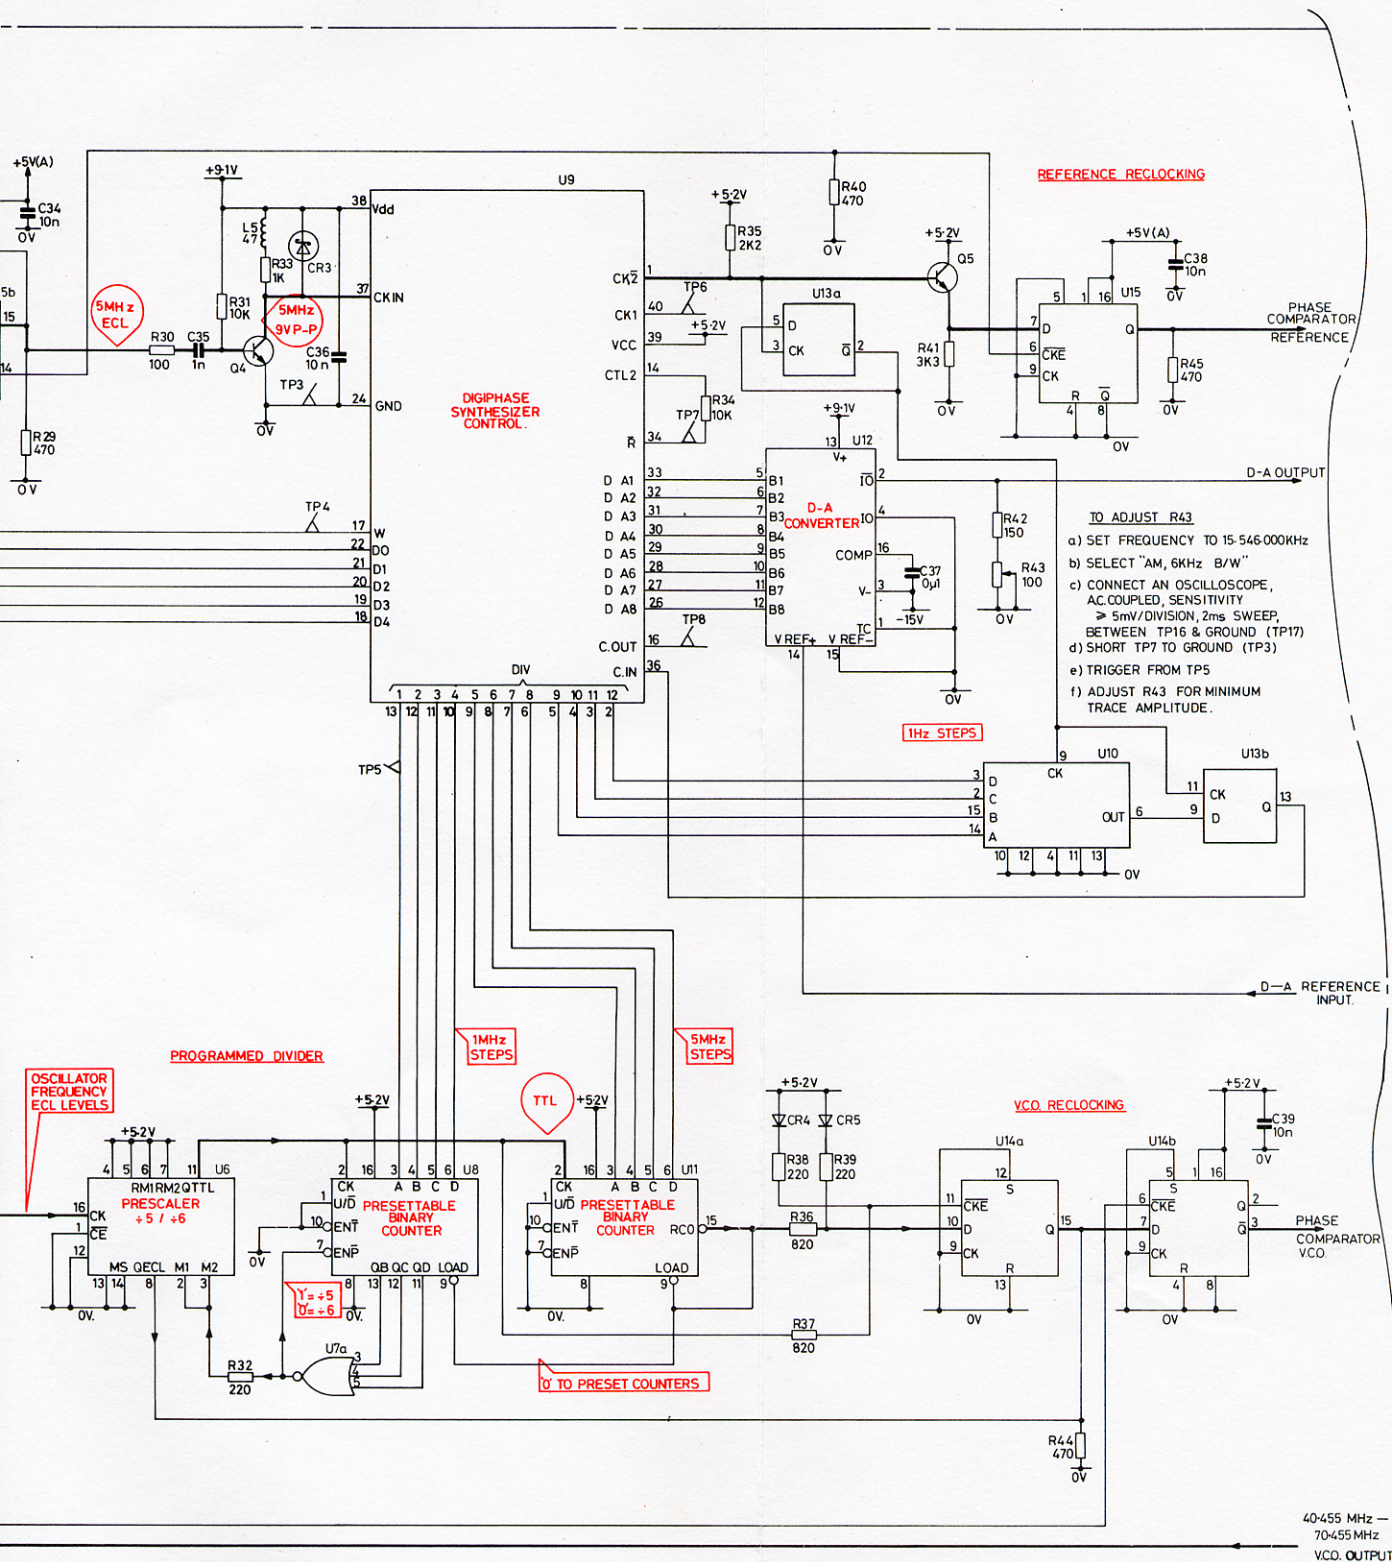 +5V(A)
C34
10n
0V
5b
15
14
5MHz
ECL
R30
100
C35
1n
R29
470
0V
+9·1V
L5
47
R33
1K
CR3
R31
10K
5MHz
9V P-P
Q4
C36
10n
TP3
0V
TP4
U9
38
Vdd
37
CKIN
24
GND
17
W
22
D0
21
D1
20
D2
19
D3
18
D4
DIGIPHASE
SYNTHESIZER
CONTROL.
CK2
1
CK1
40
VCC
39
CTL2
14
R
34
D A1
33
D A2
32
D A3
31
D A4
30
D A5
29
D A6
28
D A7
27
D A8
26
C.OUT
16
C.IN
36
DIV
1 2 3 4 5 6 7 8 9 10 11 12
13 12 11 10 9 8 7 6 5 4 3 2
TP5
TP6
+5·2V
R34
10K
TP7
TP8
+5·2V
R35
2K2
R40
470
0V
U13a
5
D
3
CK
Q
2
+5·2V
Q5
R41
3K3
0V
REFERENCE RECLOCKING
+5V(A)
C38
10n
0V
5
1
16
U15
7
D
Q
6
CKE
9
CK
R
Q
4
8
0V
PHASE
COMPARATOR
REFERENCE
R45
470
0V
+9·1V
13
U12
V+
5
B1
6
B2
7
B3
8
B4
9
B5
10
B6
11
B7
12
B8
D-A
CONVERTER
IO
2
IO
4
COMP
16
V-
3
TC
1
V REF+
V REF-
14
15
C37
0µ1
-15V
0V
R42
150
R43
100
0V
D-A OUTPUT
TO ADJUST R43
a) SET FREQUENCY TO 15·546·000KHz
b) SELECT "AM, 6KHz B/W"
c) CONNECT AN OSCILLOSCOPE,
AC.COUPLED, SENSITIVITY
⩾ 5mV/DIVISION, 2ms SWEEP,
BETWEEN TP16 & GROUND (TP17)
d) SHORT TP7 TO GROUND (TP3)
e) TRIGGER FROM TP5
f) ADJUST R43 FOR MINIMUM
TRACE AMPLITUDE.
1Hz STEPS
9
CK
U10
3
D
2
C
15
B
14
A
OUT
6
10 12 4 11 13
0V
U13b
11
CK
9
D
Q
13
D—A REFERENCE
INPUT.
1MHz
STEPS
5MHz
STEPS
PROGRAMMED DIVIDER
OSCILLATOR
FREQUENCY
ECL LEVELS
+5·2V
4 5 6 7 11
U6
RM1RM2QTTL
PRESCALER
÷5 / ÷6
16
CK
1
CE
12
MS QECL M1 M2
13 14 8 2 3
0V.
+5·2V
2 16 3 4 5 6
U8
CK A B C D
1
U/D
10
ENT
7
ENP
PRESETTABLE
BINARY
COUNTER
QB QC QD LOAD
8 13 12 11 9
0V
0V.
'1' = ÷5
'0' = ÷6
U7a
3
4
5
R32
220
TTL
+5·2V
2 16 3 4 5 6
U11
CK A B C D
1
U/D
10
ENT
7
ENP
PRESETTABLE
BINARY
COUNTER
RCO
15
LOAD
8
9
0V.
'0' TO PRESET COUNTERS
+5·2V
CR4
CR5
R38
220
R39
220
R36
820
R37
820
V.C.O. RECLOCKING
U14a
12
S
11
CKE
10
D
9
CK
Q
15
R
13
0V
R44
470
0V
+5·2V
C39
10n
0V
U14b
5
1
16
S
6
CKE
7
D
9
CK
Q
2
Q
3
R
4
8
0V
PHASE
COMPARATOR
V.C.O.
40·455 MHz —
70·455MHz
V.C.O. OUTPUT